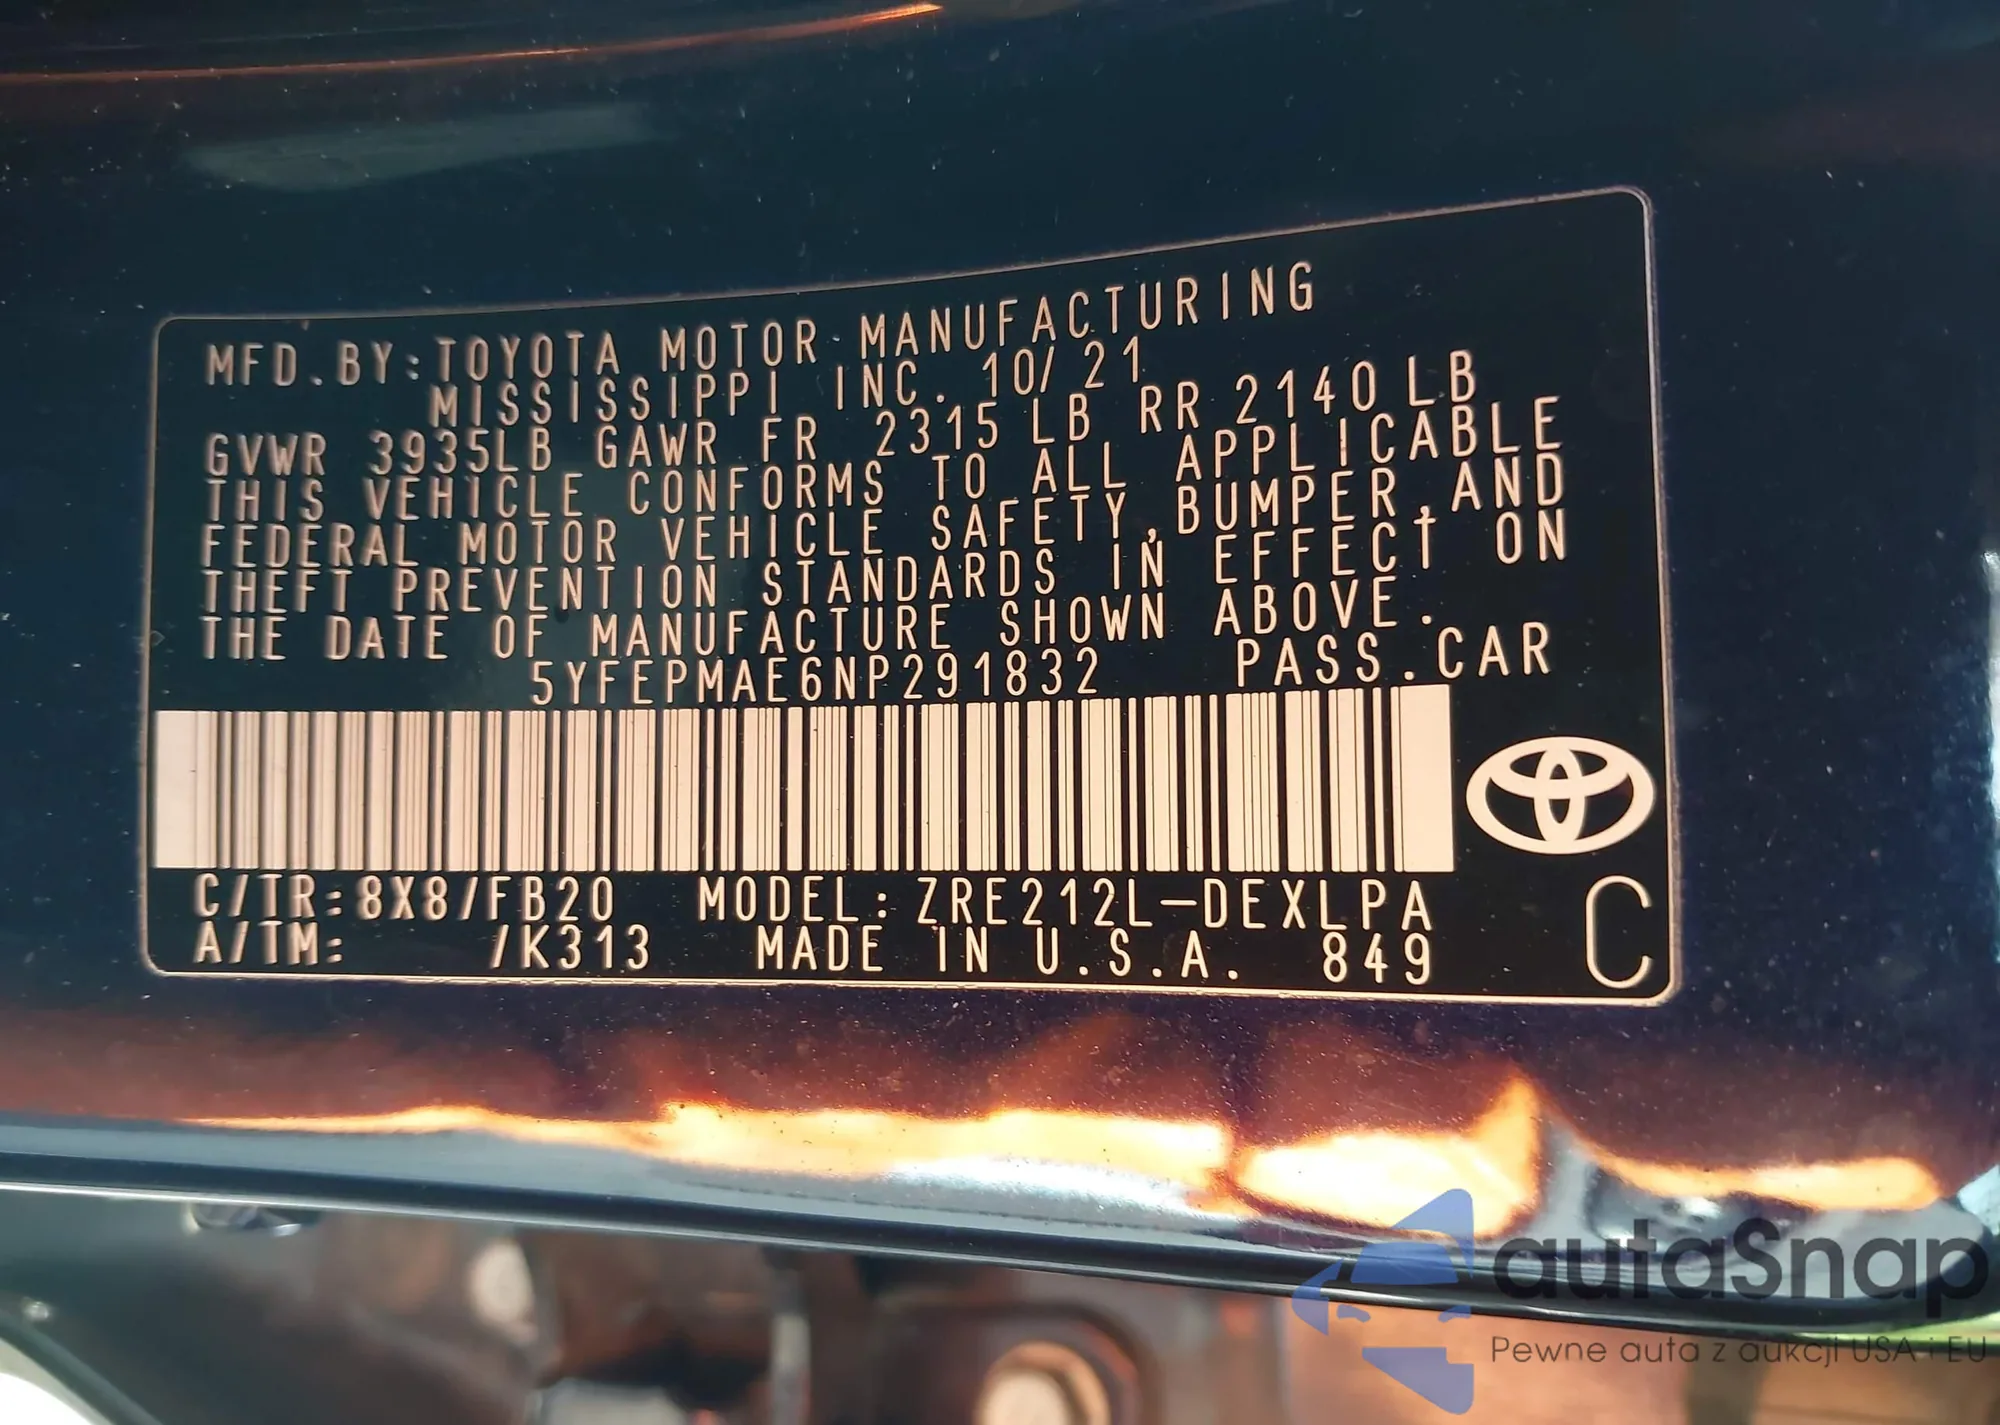 MFD.BY:TOYOTA MOTOR MANUFACTURING
MISSISSIPPI INC. 10/21
GVWR 3935LB GAWR FR 2315 LB RR 2140 LB
THIS VEHICLE CONFORMS TO ALL APPLICABLE
FEDERAL MOTOR VEHICLE SAFETY,BUMPER,AND
THEFT PREVENTION STANDARDS IN EFFECT ON
THE DATE OF MANUFACTURE SHOWN ABOVE.
5YFEPMAE6NP291832 PASS.CAR
C/TR:8X8/FB20 MODEL:ZRE212L-DEXLPA
A/TM: /K313 MADE IN U.S.A. 849
C
autaSnap
Pewne auta z aukcji USA i EU